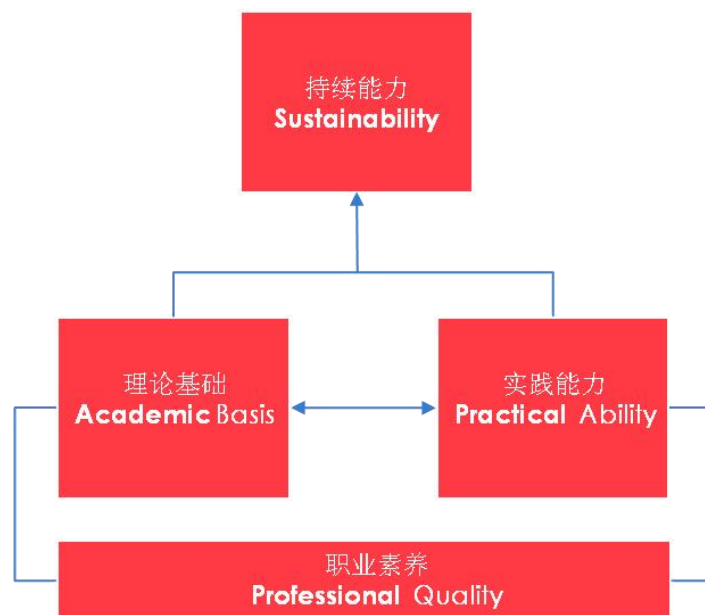 持续能力
Sustainability
理论基础
Academic Basis
实践能力
Practical Ability
职业素养
Professional Quality